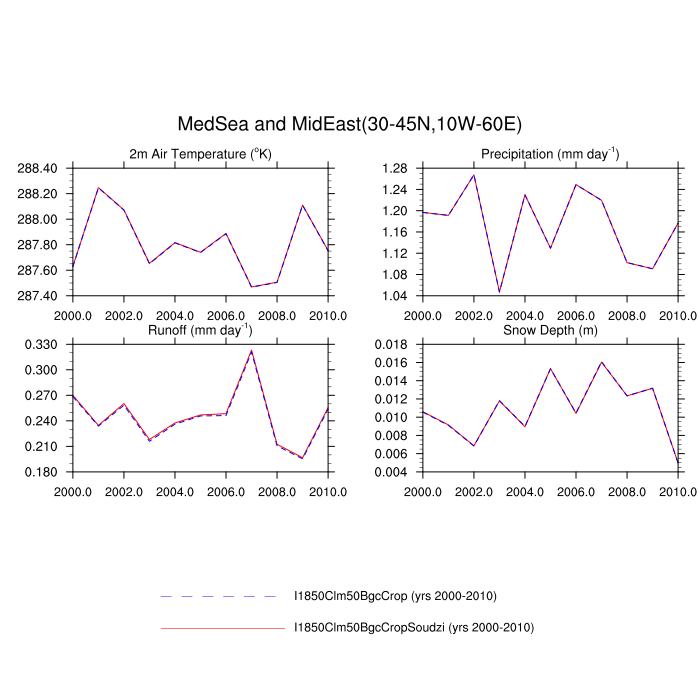 MedSea and MidEast(30-45N,10W-60E)
2m Air Temperature (°K)
288.40
288.20
288.00
287.80
287.60
287.40
2000.0 2002.0 2004.0 2006.0 2008.0 2010.0
Precipitation (mm day⁻¹)
1.28
1.24
1.20
1.16
1.12
1.08
1.04
2000.0 2002.0 2004.0 2006.0 2008.0 2010.0
Runoff (mm day⁻¹)
0.330
0.300
0.270
0.240
0.210
0.180
2000.0 2002.0 2004.0 2006.0 2008.0 2010.0
Snow Depth (m)
0.018
0.016
0.014
0.012
0.010
0.008
0.006
0.004
2000.0 2002.0 2004.0 2006.0 2008.0 2010.0
I1850Clm50BgcCrop (yrs 2000-2010)
I1850Clm50BgcCropSoudzi (yrs 2000-2010)